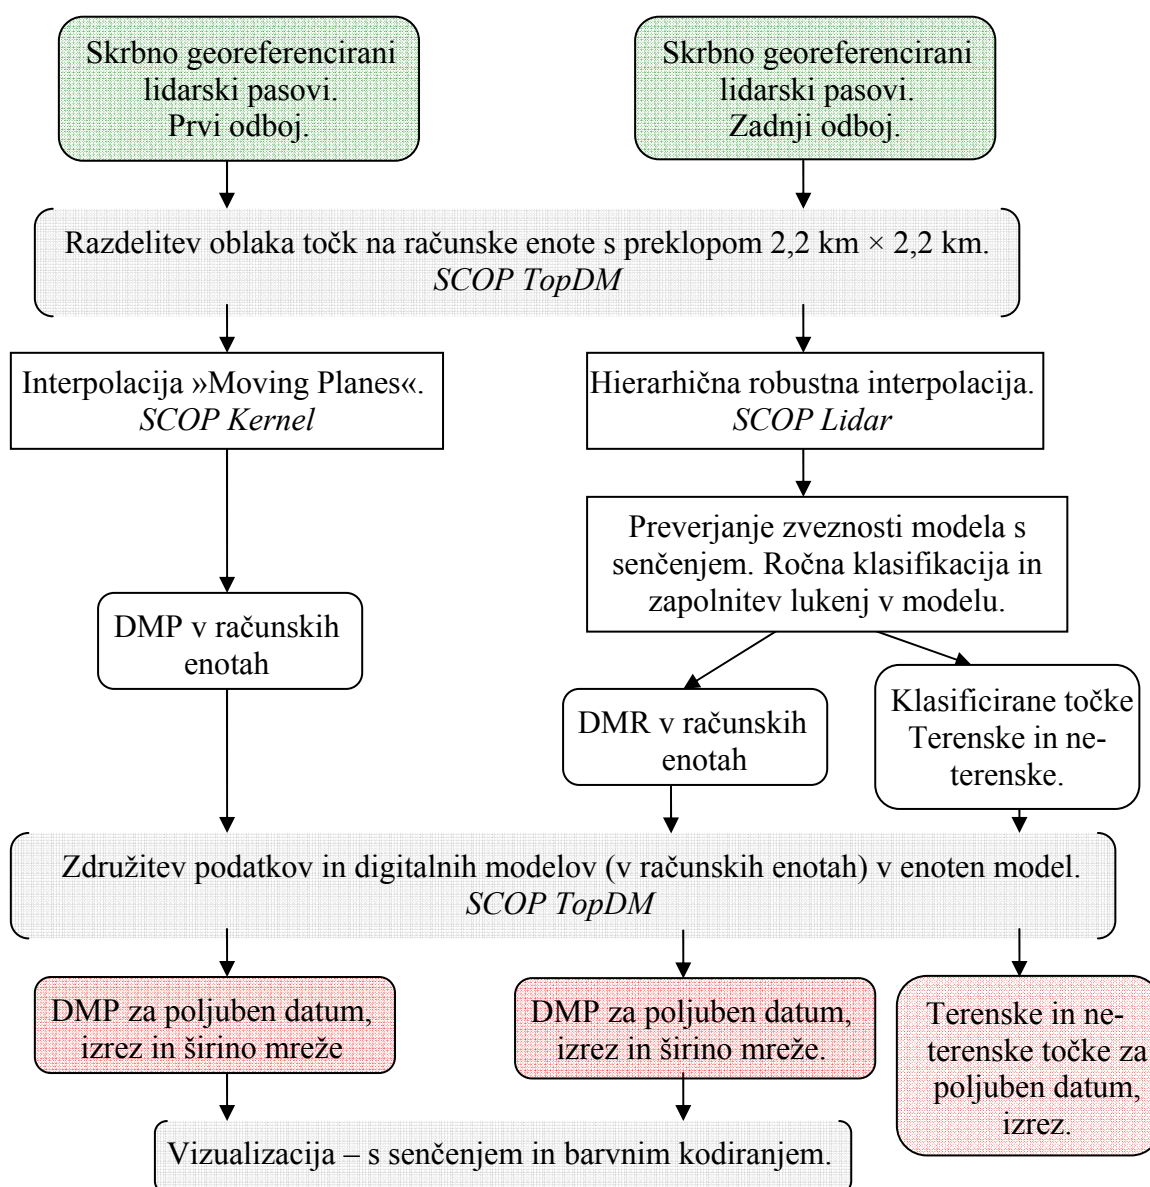 Skrbno georeferencirani
lidarski pasovi.
Prvi odboj.
Skrbno georeferencirani
lidarski pasovi.
Zadnji odboj.
Razdelitev oblaka točk na računske enote s preklopom 2,2 km × 2,2 km.
SCOP TopDM
Interpolacija »Moving Planes«.
SCOP Kernel
Hierarhična robustna interpolacija.
SCOP Lidar
Preverjanje zveznosti modela s
senčenjem. Ročna klasifikacija in
zapolnitev lukenj v modelu.
DMP v računskih
enotah
DMR v računskih
enotah
Klasificirane točke
Terenske in ne-
terenske.
Združitev podatkov in digitalnih modelov (v računskih enotah) v enoten model.
SCOP TopDM
DMP za poljuben datum,
izrez in širino mreže
DMP za poljuben datum,
izrez in širino mreže.
Terenske in ne-
terenske točke za
poljuben datum,
izrez.
Vizualizacija – s senčenjem in barvnim kodiranjem.